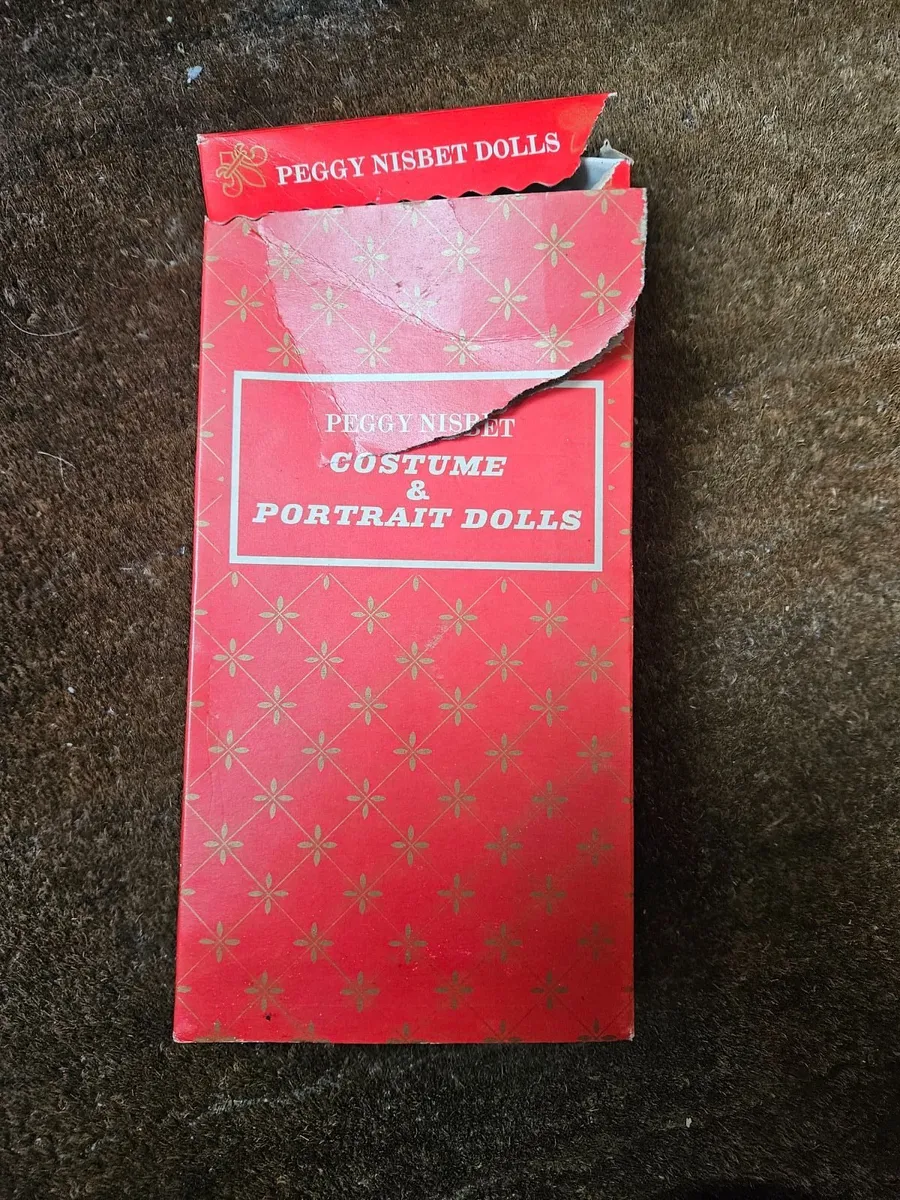 PEGGY NISBET DOLLS
PEGGY NISBET
COSTUME
&
PORTRAIT DOLLS